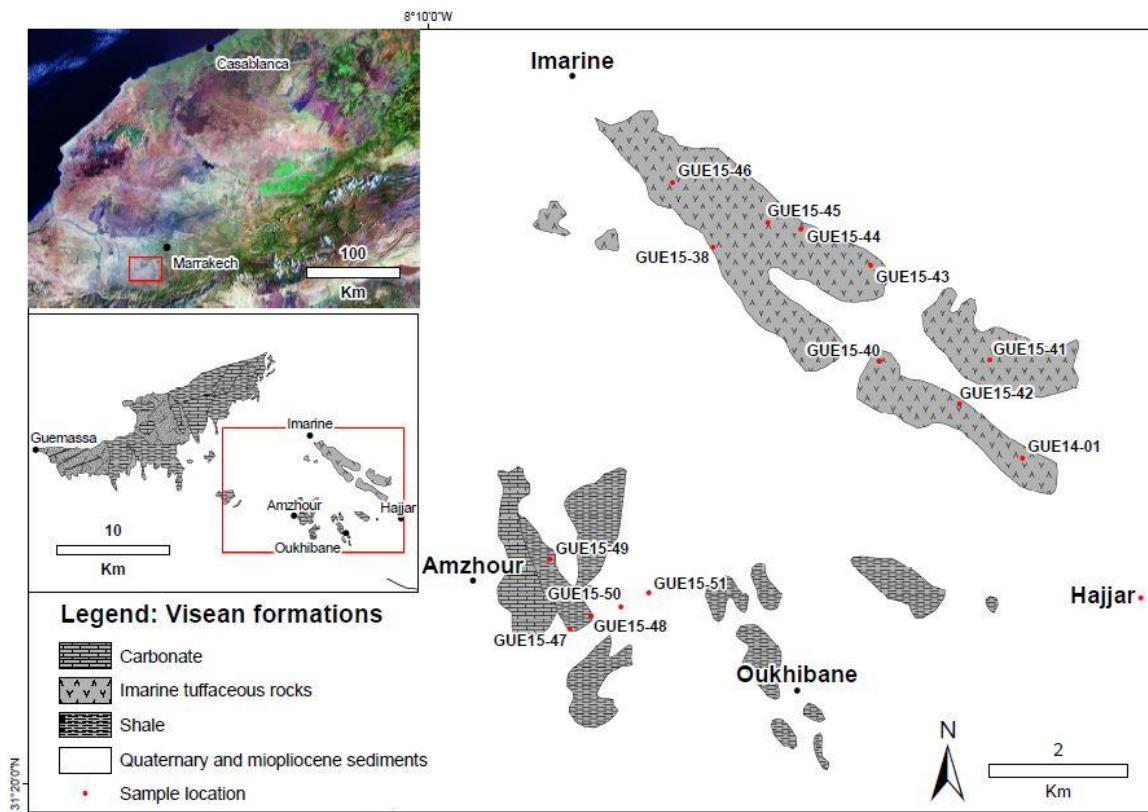 8°10'0"W
Casablanca
Marrakech
100
Km
Imarine
GUE15-46
GUE15-45
GUE15-44
GUE15-38
GUE15-43
GUE15-40
GUE15-41
GUE15-42
GUE14-01
Guemassa
Imarine
Amzhour
Hajjar
Oukhibane
10
Km
GUE15-49
Amzhour
GUE15-50
GUE15-51
GUE15-47
GUE15-48
Hajjar
Oukhibane
Legend: Visean formations
Carbonate
Imarine tuffaceous rocks
Shale
Quaternary and miopliocene sediments
Sample location
N
2
Km
31°20'0"N